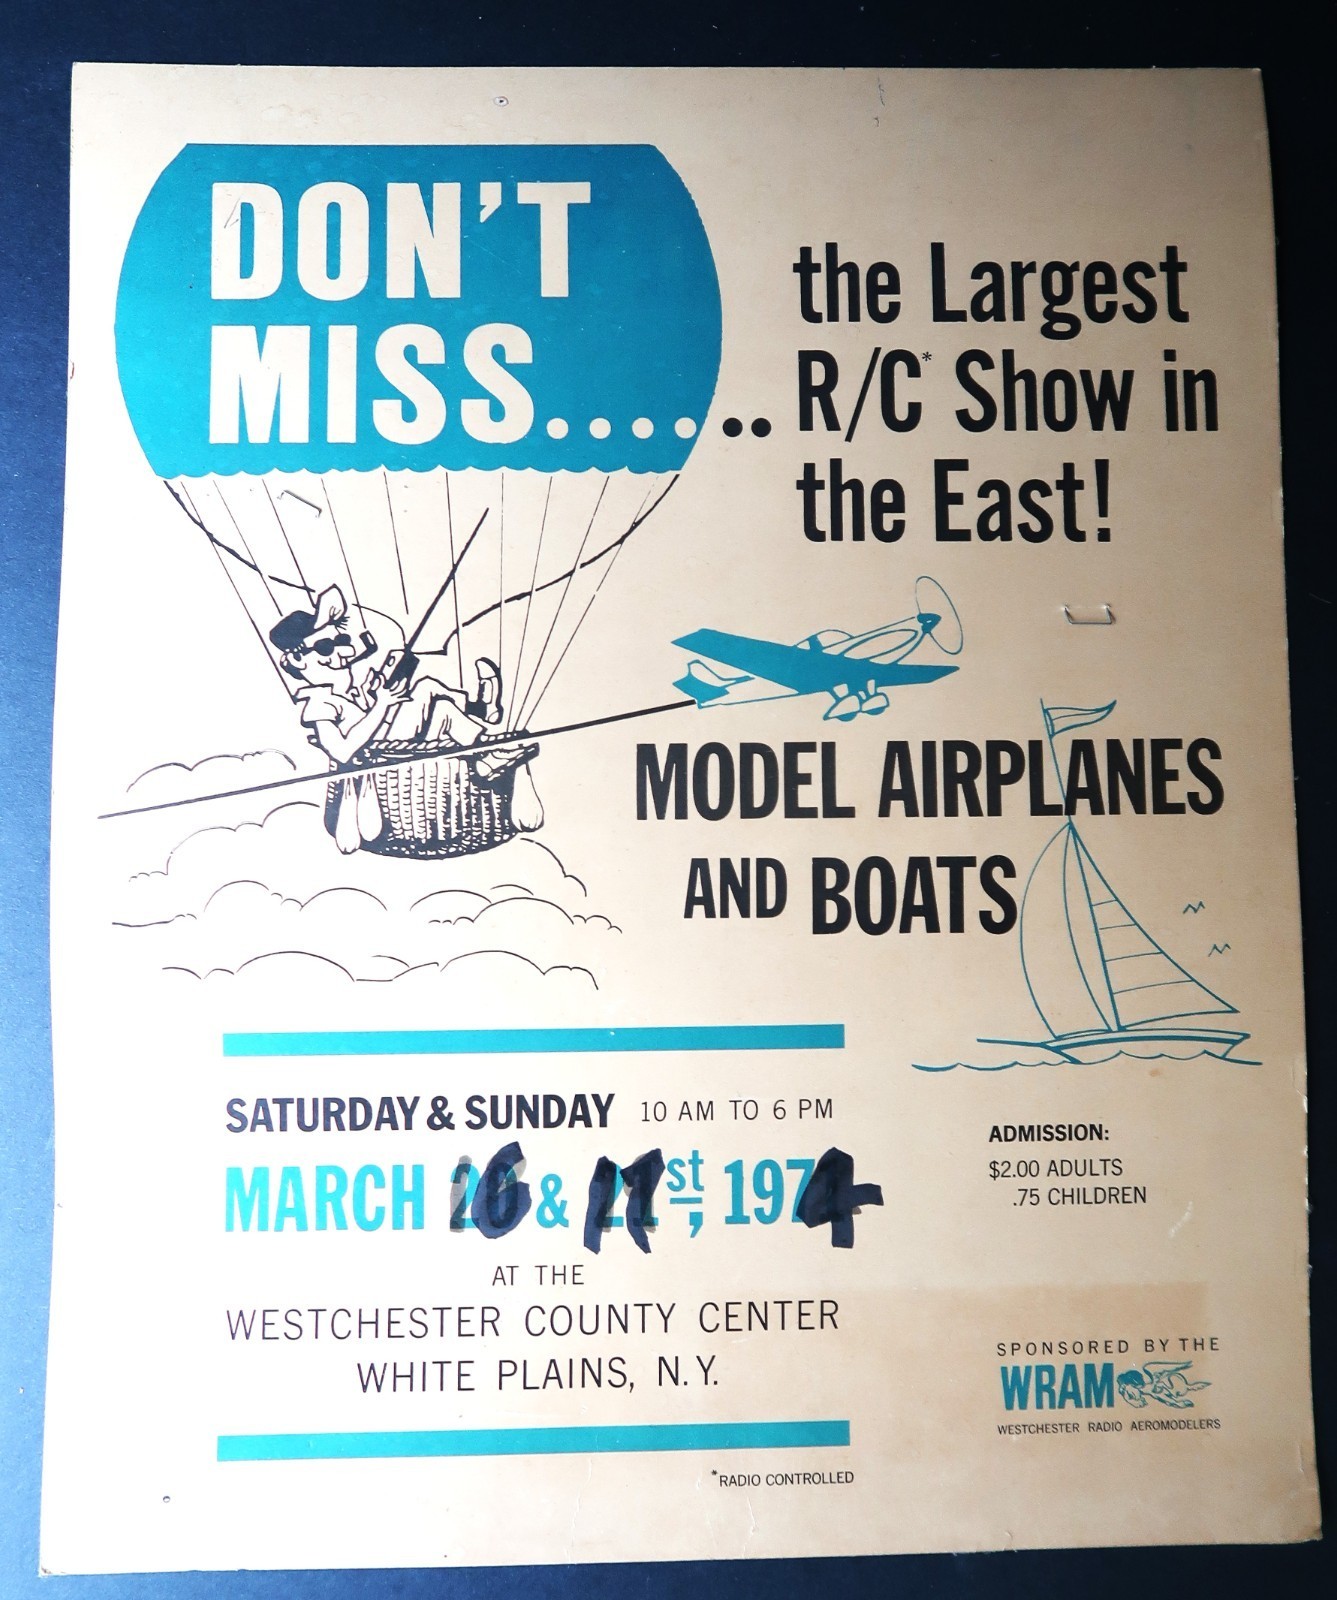 DON'T
MISS.......
the Largest
R/C* Show in
the East!
MODEL AIRPLANES
AND BOATS
SATURDAY & SUNDAY 10 AM TO 6 PM
MARCH 16 & 17st, 1974
AT THE
WESTCHESTER COUNTY CENTER
WHITE PLAINS, N.Y.
*RADIO CONTROLLED
ADMISSION:
$2.00 ADULTS
.75 CHILDREN
SPONSORED BY THE
WRAM
WESTCHESTER RADIO AEROMODELERS